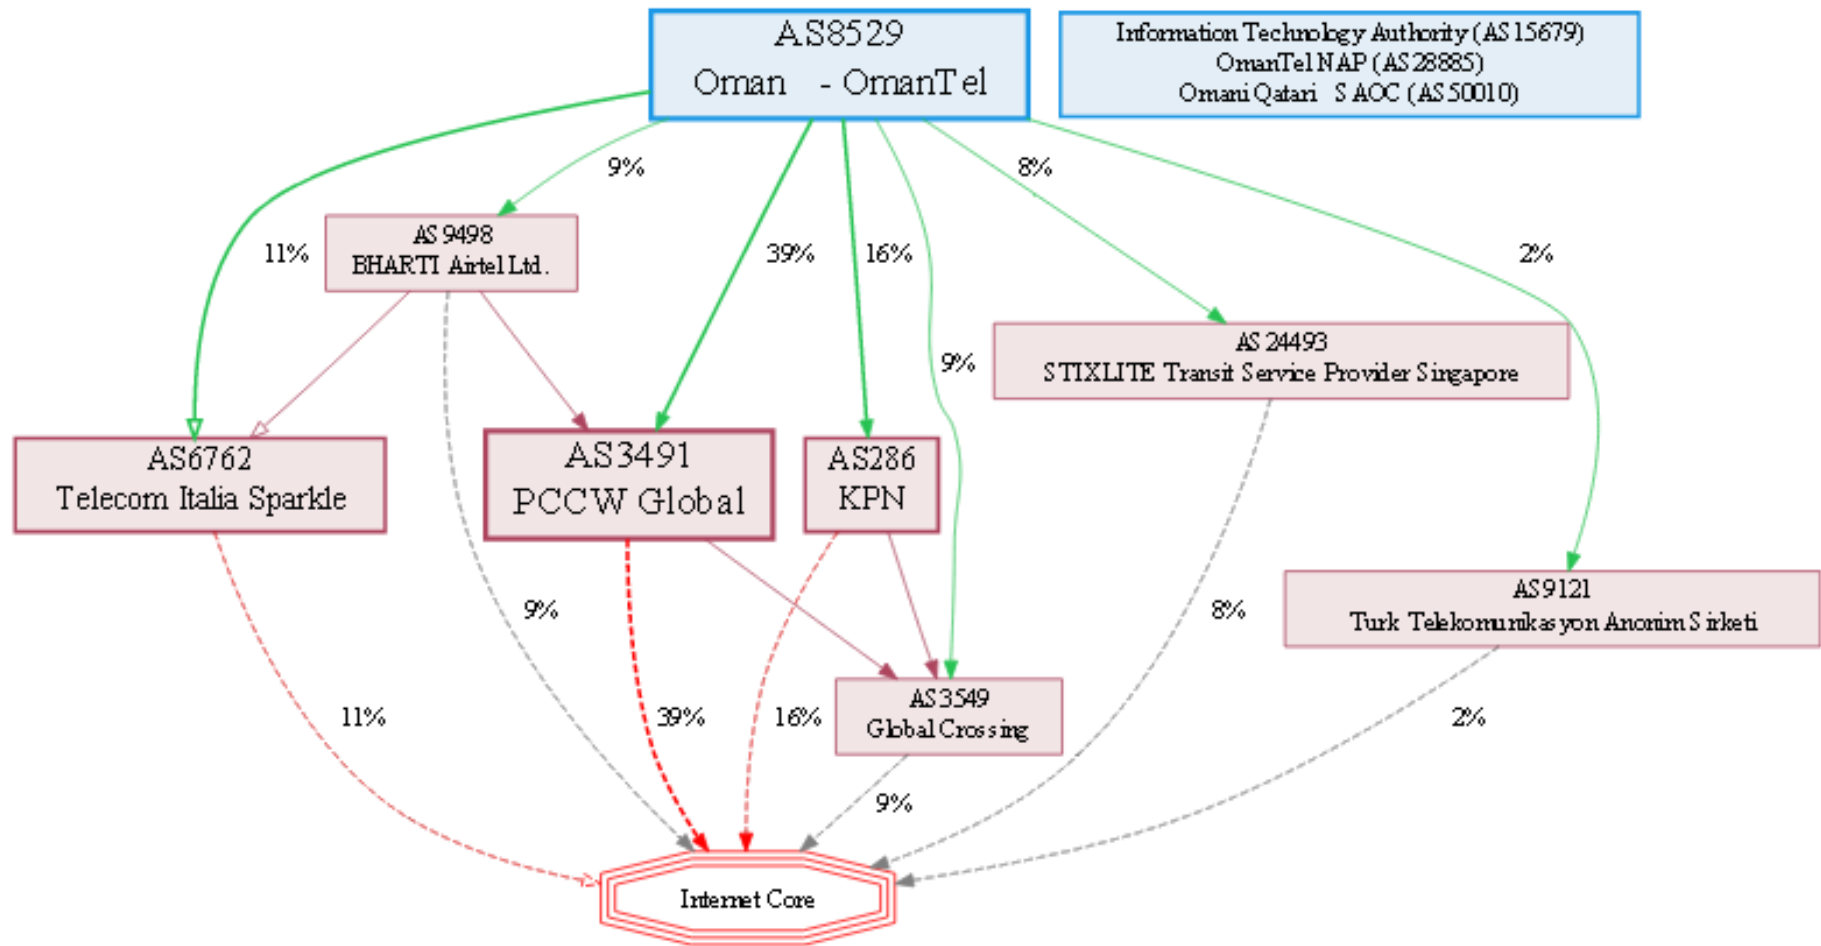 AS8529
Oman - OmanTel
Information Technology Authority (AS15679)
OmanTel NAP (AS28885)
Omani Qatari SAOC (AS50010)
9%
8%
11%
39%
16%
2%
AS9498
BHARTI Airtel Ltd.
9%
AS24493
STIXLITE Transit Service Provider Singapore
AS6762
Telecom Italia Sparkle
AS3491
PCCW Global
AS286
KPN
9%
8%
AS9121
Turk Telekomunikasyon Anonim Sirketi
11%
39%
16%
AS3549
Global Crossing
2%
9%
Internet Core